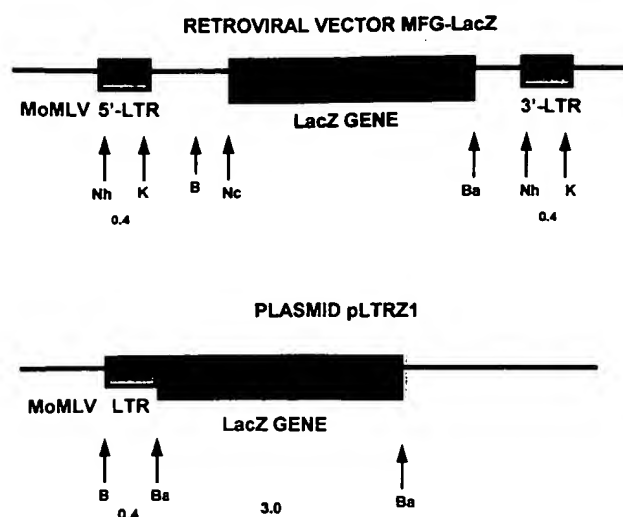 RETROVIRAL VECTOR MFG-LacZ
MoMLV 5'-LTR
LacZ GENE
3'-LTR
Nh K B Nc Ba Nh K
0.4 0.4
PLASMID pLTRZ1
MoMLV LTR
LacZ GENE
B Ba Ba
0.4 3.0